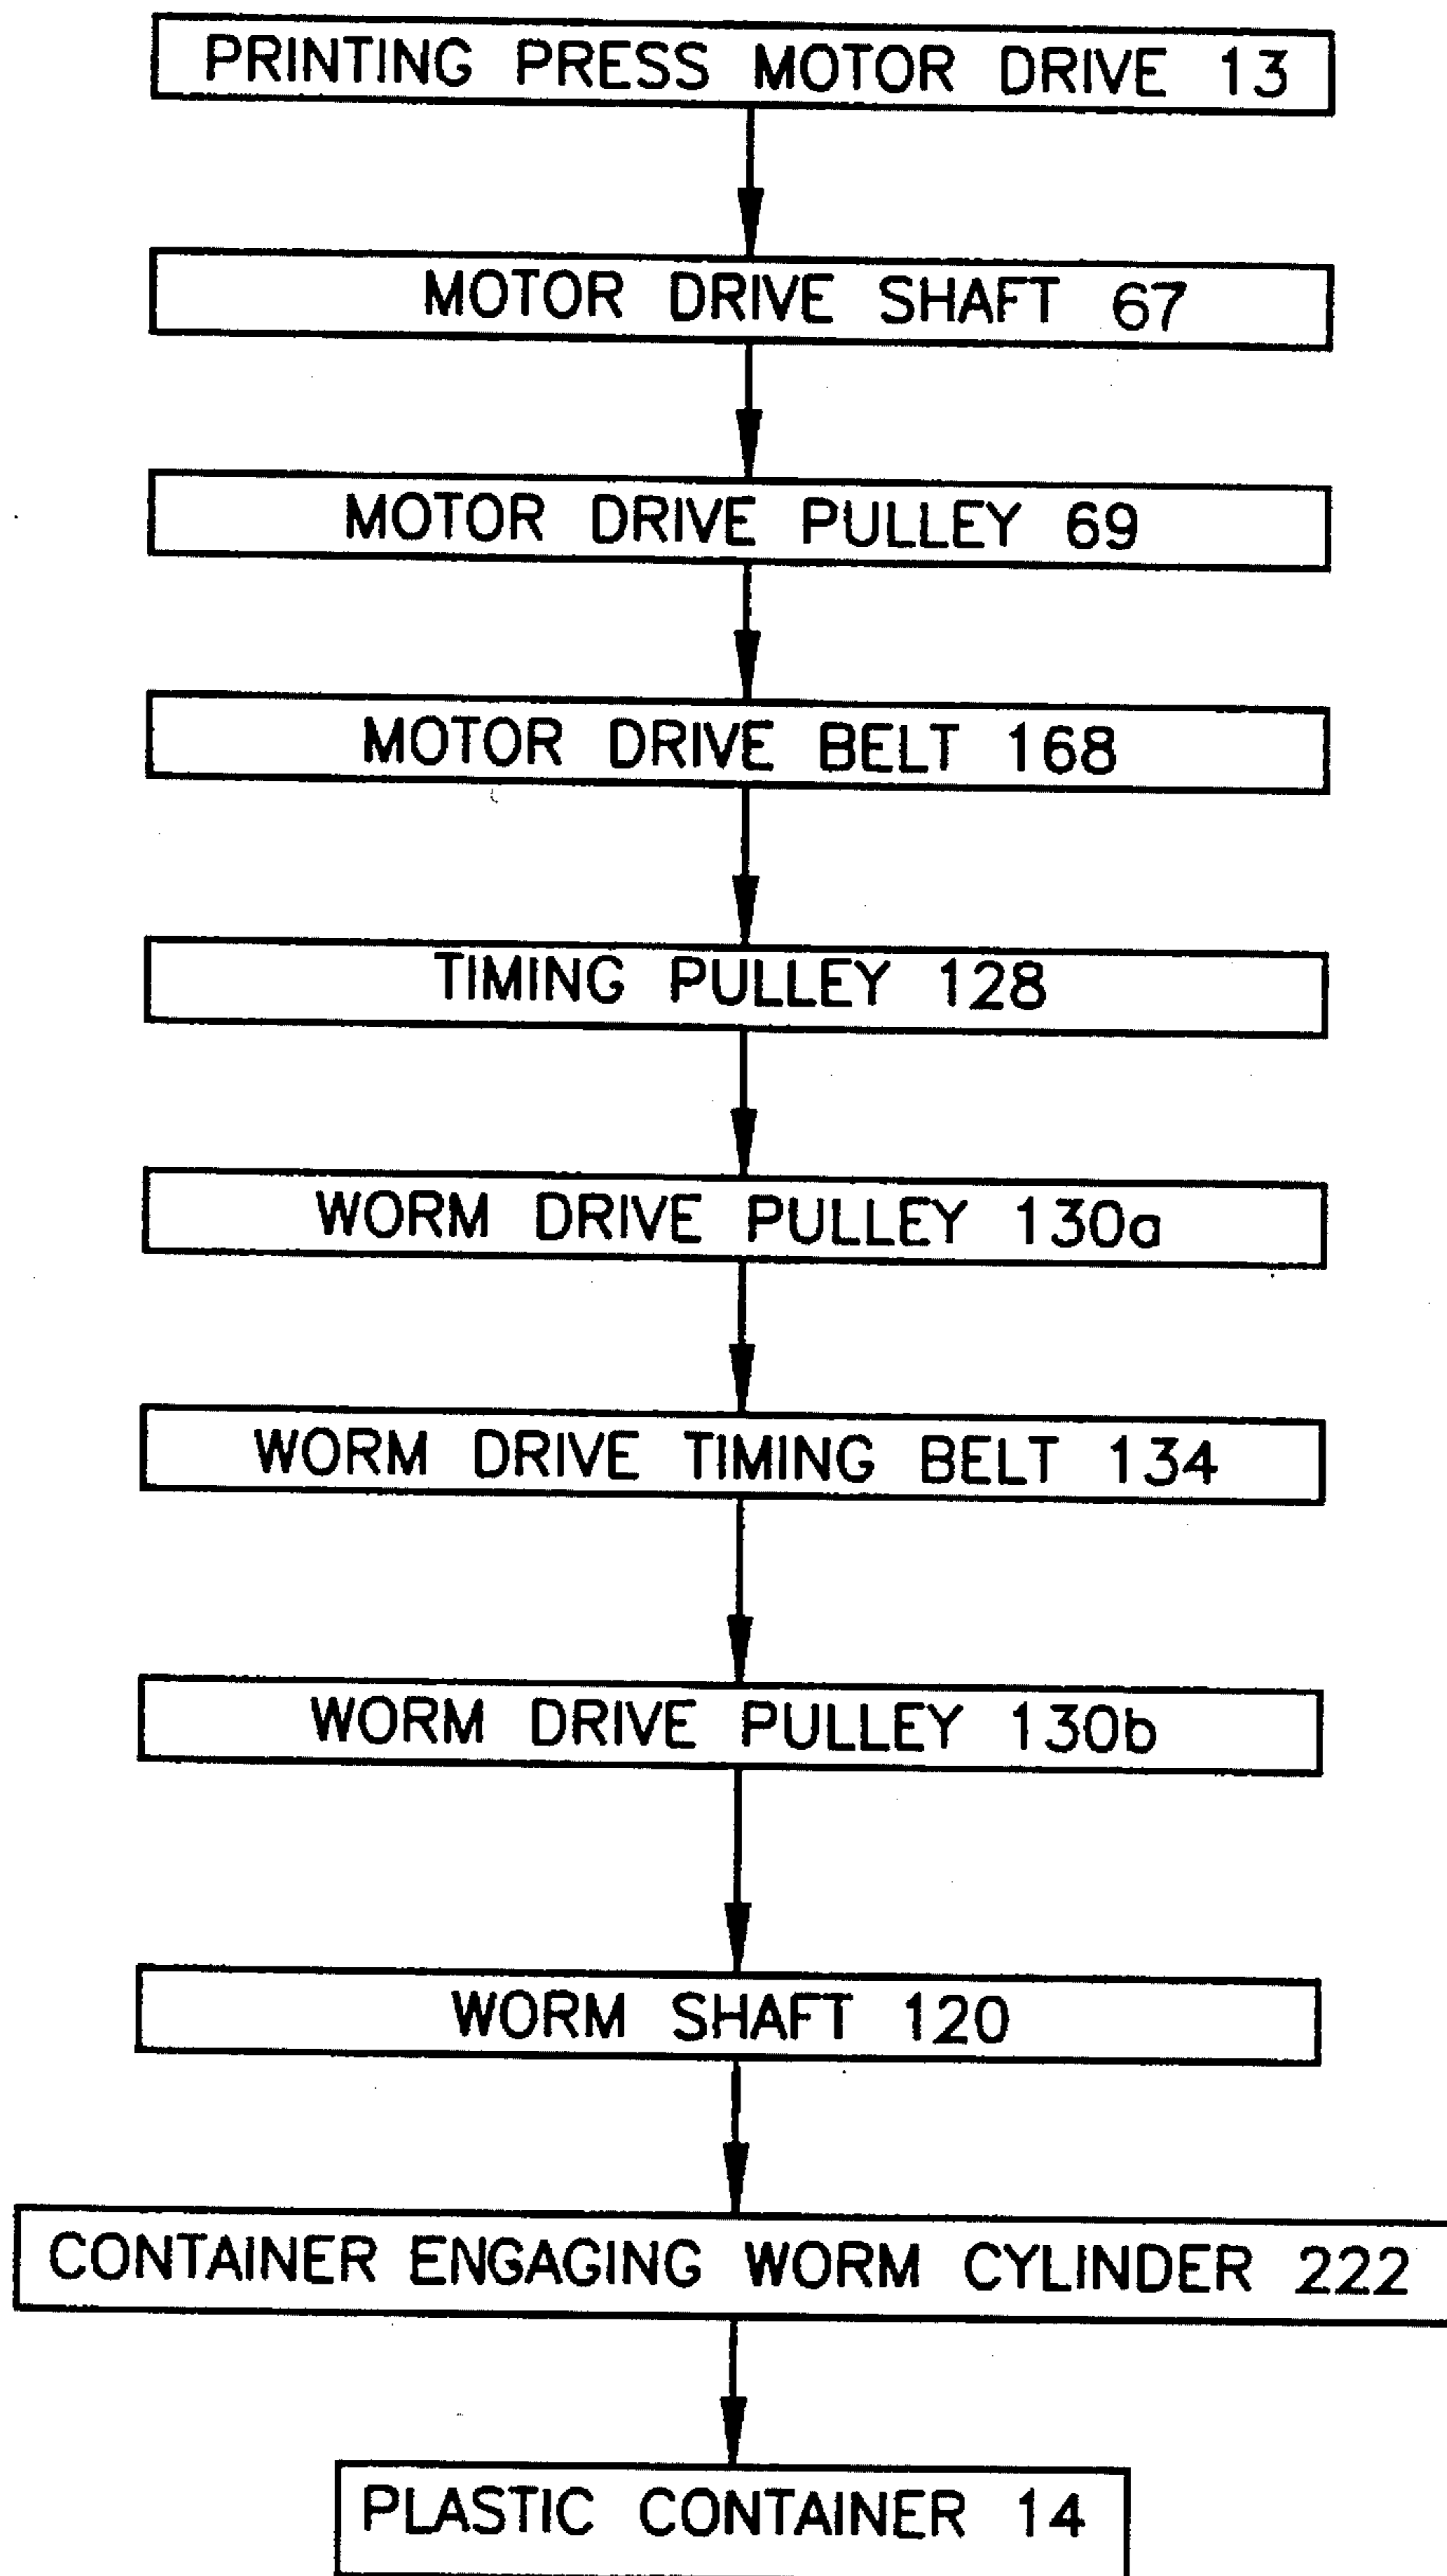 PRINTING PRESS MOTOR DRIVE 13
MOTOR DRIVE SHAFT 67
MOTOR DRIVE PULLEY 69
MOTOR DRIVE BELT 168
TIMING PULLEY 128
WORM DRIVE PULLEY 130a
WORM DRIVE TIMING BELT 134
WORM DRIVE PULLEY 130b
WORM SHAFT 120
CONTAINER ENGAGING WORM CYLINDER 222
PLASTIC CONTAINER 14